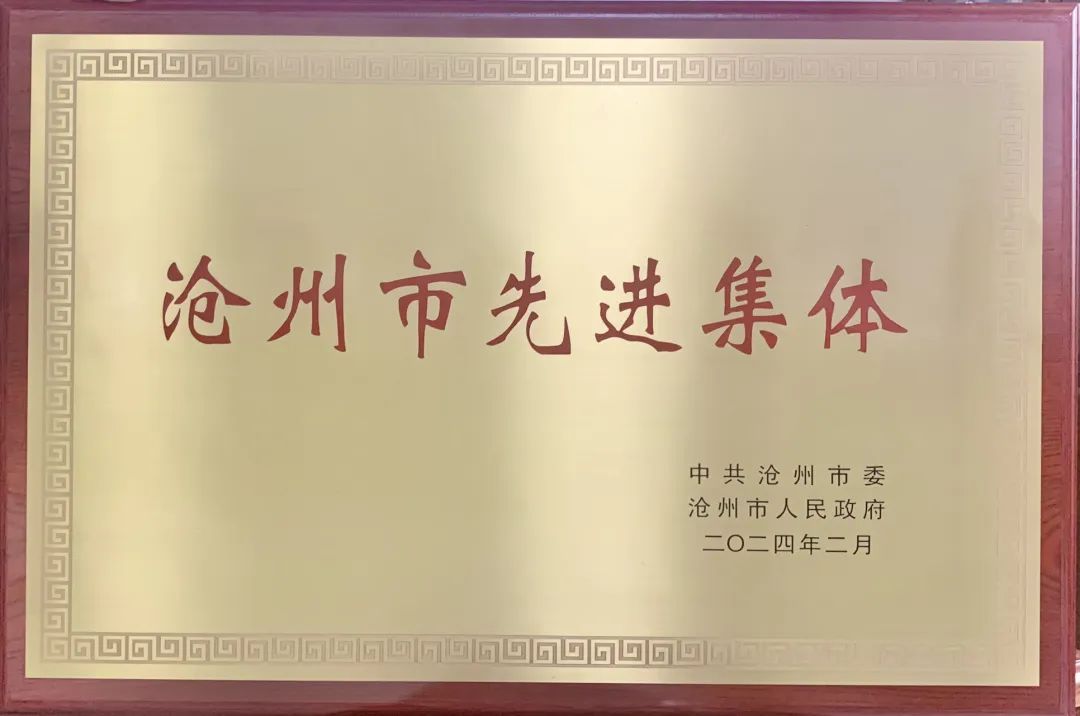 沧州市先进集体
中共沧州市委
沧州市人民政府
二〇二四年二月